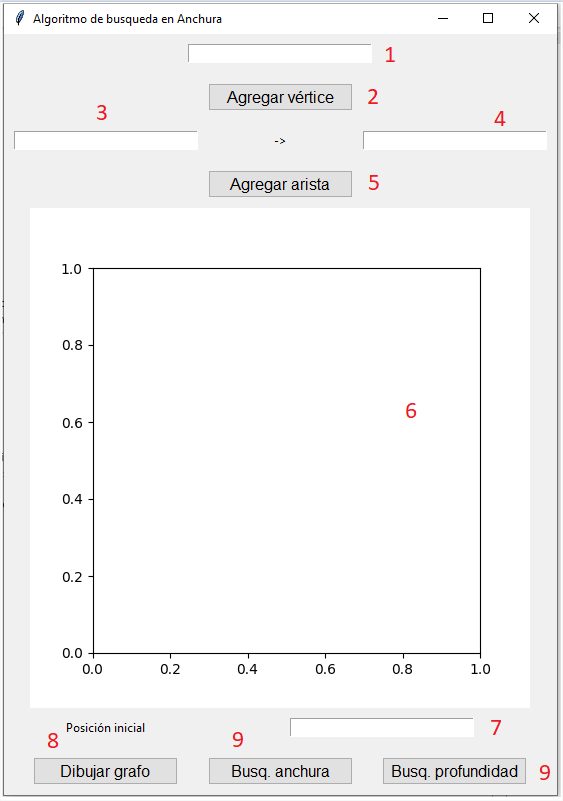 Algoritmo de busqueda en Anchura
1
Agregar vértice 2
3 4
->
Agregar arista 5
1.0
0.8
6
0.6
0.4
0.2
0.0
0.0 0.2 0.4 0.6 0.8 1.0
Posición inicial 7
8 9
Dibujar grafo Busq. anchura Busq. profundidad 9